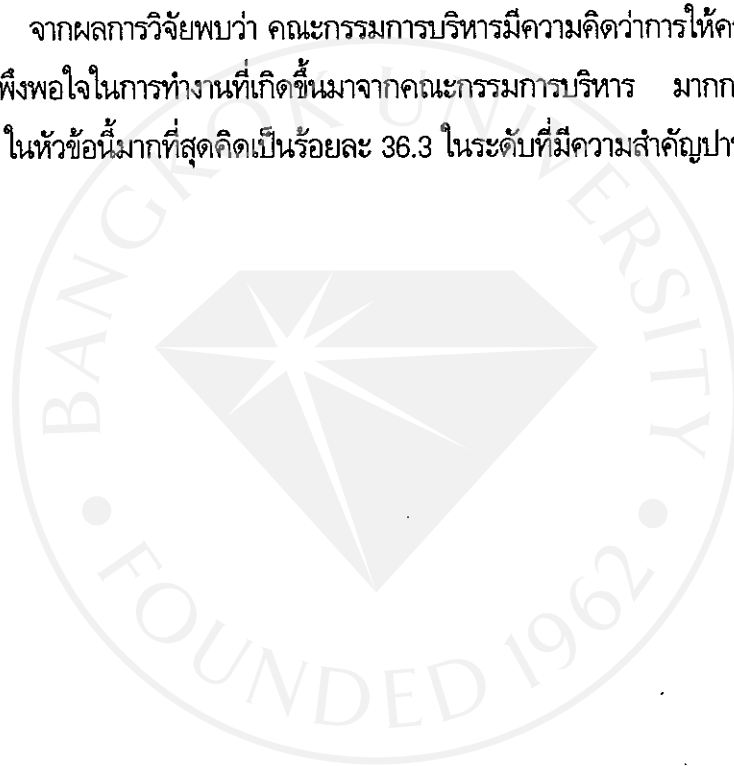 จากผลการวิจัยพบว่า คณะกรรมการบริหารมีความคิดว่าการให้
พึงพอใจในการทำงานที่เกิดขึ้นมาจากคณะกรรมการบริหาร มากก
ในหัวข้อนี้มากที่สุดคิดเป็นร้อยละ 36.3 ในระดับที่มีความสำคัญปา
BANGKOK UNIVERSITY
FOUNDED 1962